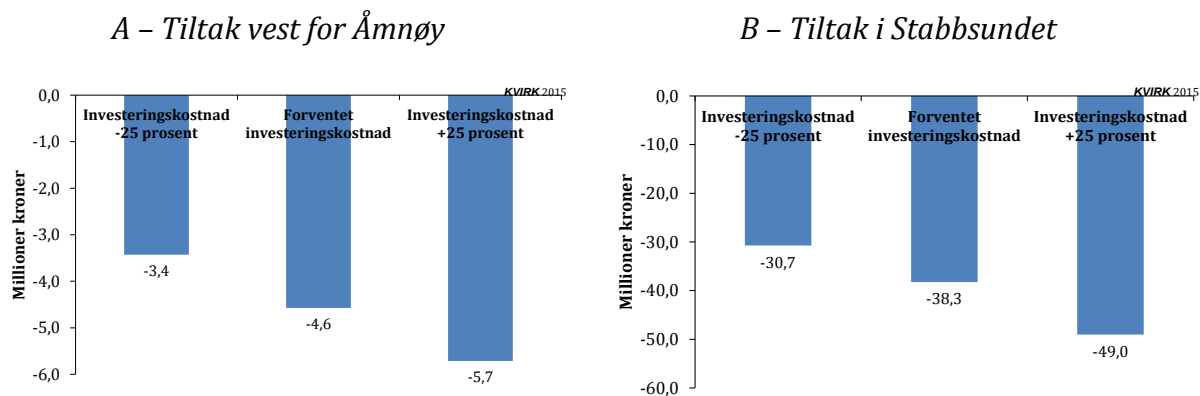 A – Tiltak vest for Åmnøy
KVIRK 2015
0,0
-1,0
-2,0
-3,0
-4,0
-5,0
-6,0
Millioner kroner
Investeringskostnad
-25 prosent
Forventet
investeringskostnad
Investeringskostnad
+25 prosent
-3,4
-4,6
-5,7
B – Tiltak i Stabbsundet
KVIRK 2015
0,0
-10,0
-20,0
-30,0
-40,0
-50,0
-60,0
Millioner kroner
Investeringskostnad
-25 prosent
Forventet
investeringskostnad
Investeringskostnad
+25 prosent
-30,7
-38,3
-49,0